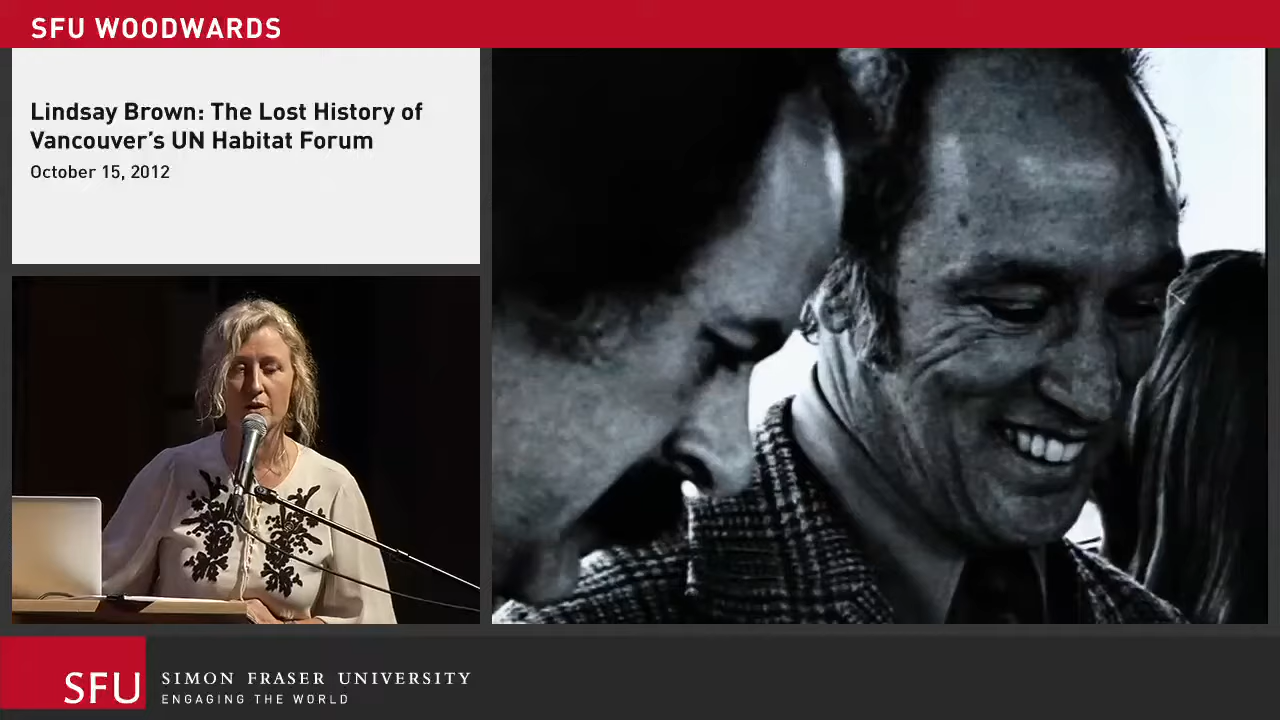 SFU WOODWARDS
Lindsay Brown: The Lost History of
Vancouver's UN Habitat Forum
October 15, 2012
SFU
SIMON FRASER UNIVERSITY
ENGAGING THE WORLD